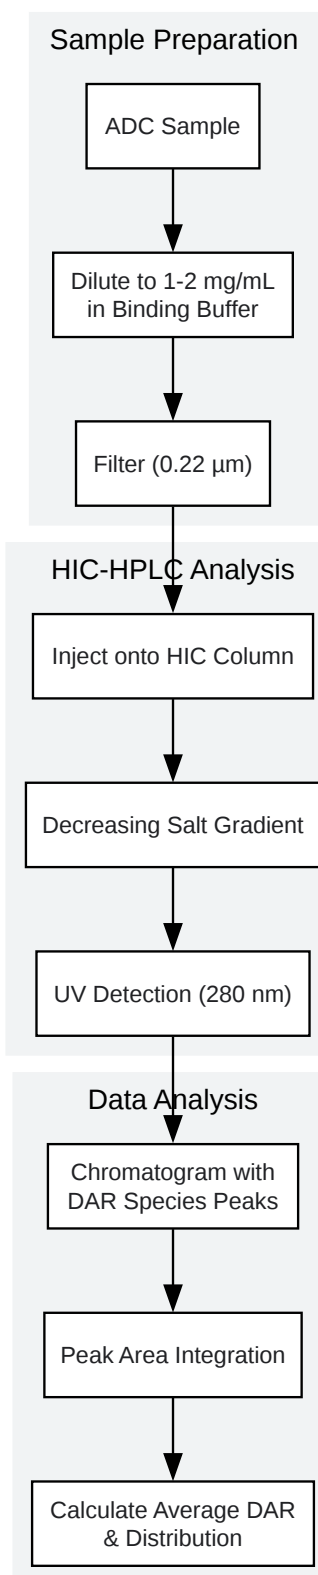 Sample Preparation
ADC Sample
Dilute to 1-2 mg/mL
in Binding Buffer
Filter (0.22 µm)
HIC-HPLC Analysis
Inject onto HIC Column
Decreasing Salt Gradient
UV Detection (280 nm)
Data Analysis
Chromatogram with
DAR Species Peaks
Peak Area Integration
Calculate Average DAR
& Distribution